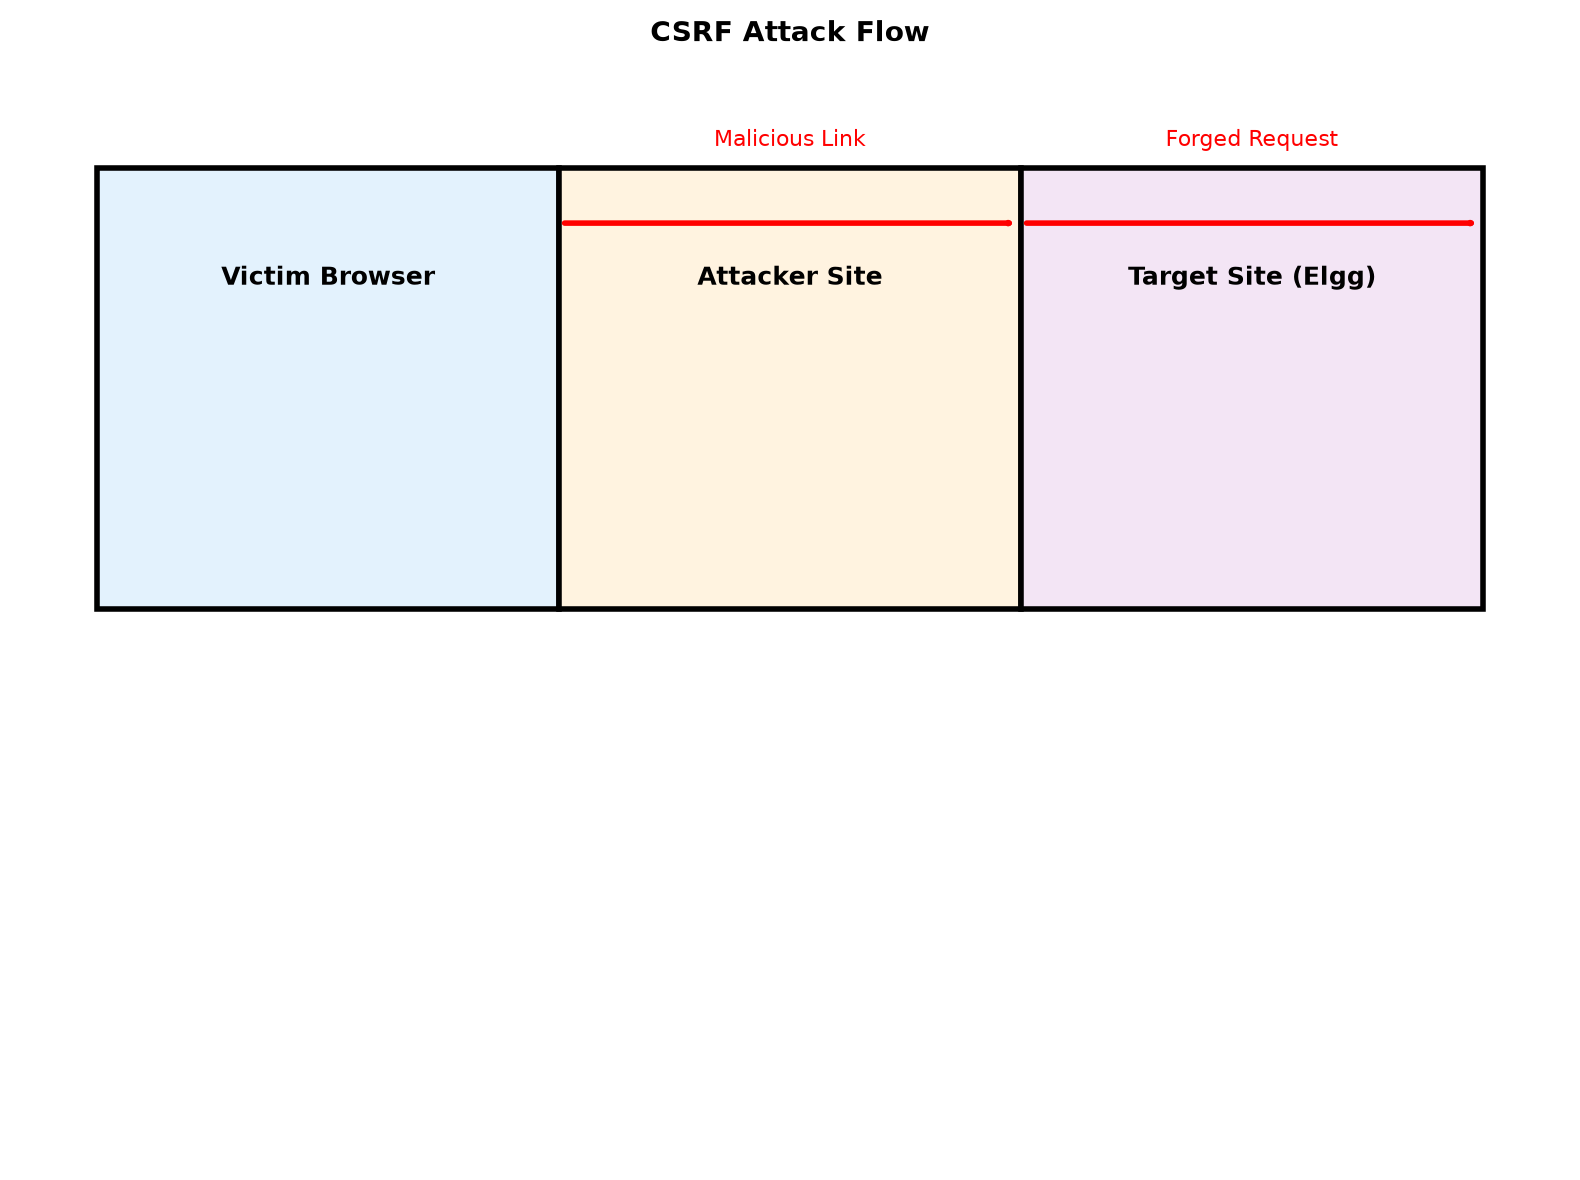 CSRF Attack Flow
Malicious Link
Forged Request
Victim Browser
Attacker Site
Target Site (Elgg)